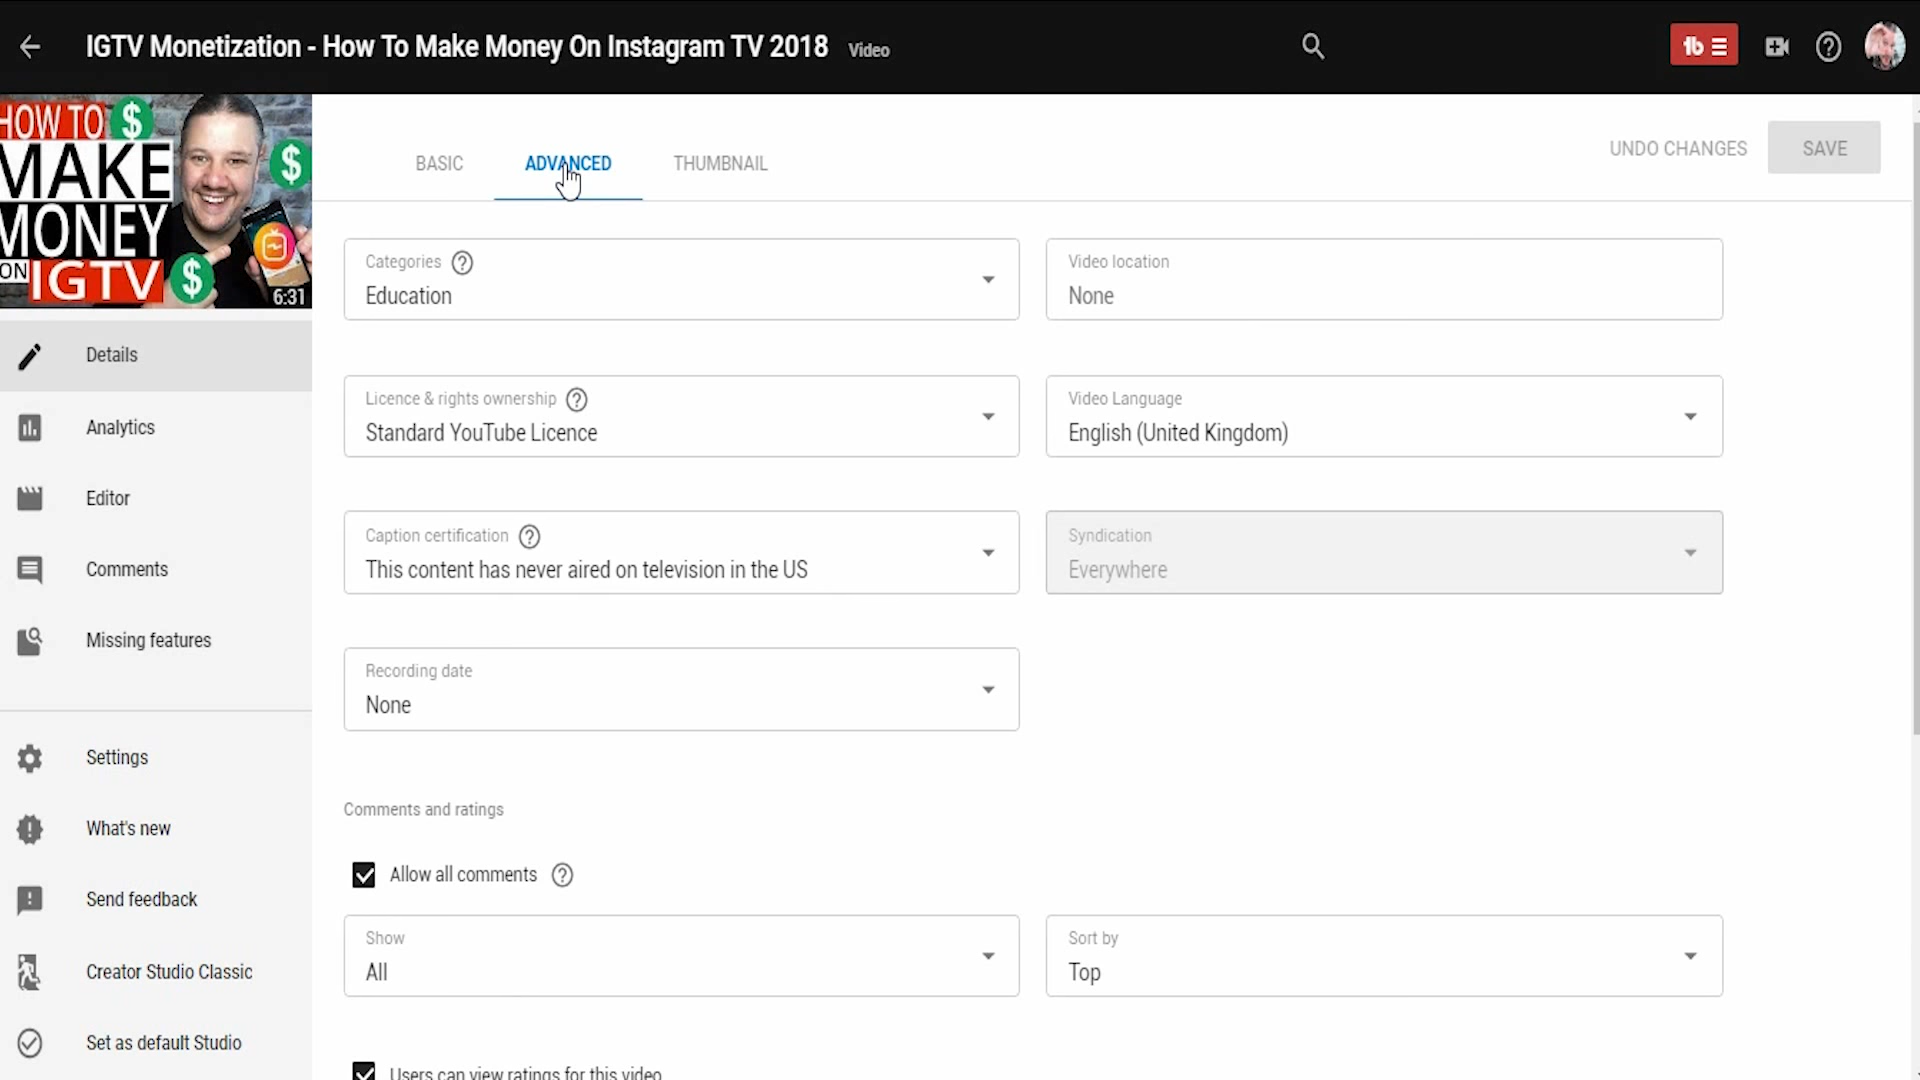 IGTV Monetization - How To Make Money On Instagram TV 2018 Video
HOW TO $
MAKE
MONEY
ON IGTV
$
$
6:31
BASIC
ADVANCED
THUMBNAIL
UNDO CHANGES
SAVE
Details
Analytics
Editor
Comments
Missing features
Settings
What's new
Send feedback
Creator Studio Classic
Set as default Studio
Categories ?
Education
Video location
None
Licence & rights ownership ?
Standard YouTube Licence
Video Language
English (United Kingdom)
Caption certification ?
This content has never aired on television in the US
Syndication
Everywhere
Recording date
None
Comments and ratings
Allow all comments ?
Show
All
Sort by
Top
Users can view ratings for this video